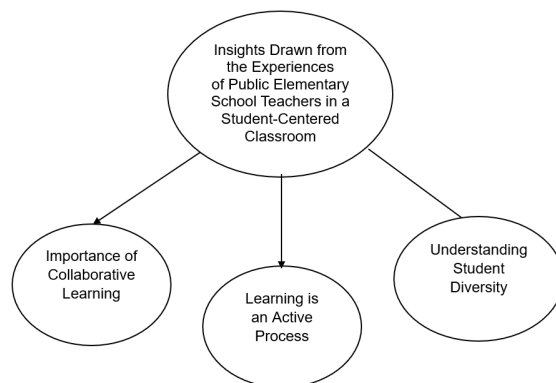 Insights Drawn from
the Experiences
of Public Elementary
School Teachers in a
Student-Centered
Classroom
Importance of
Collaborative
Learning
Learning is
an Active
Process
Understanding
Student
Diversity